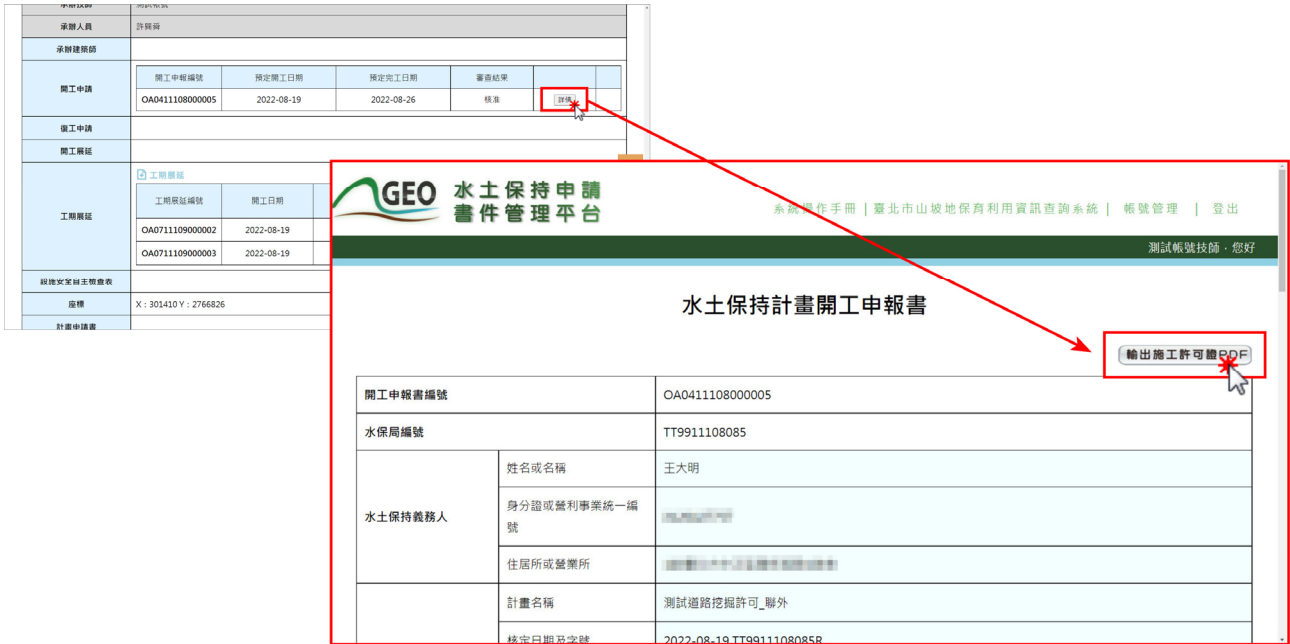 承辦技師
測試帳號
承辦人員
許巽舜
承辦建築師
開工申請
開工申報編號 預定開工日期 預定完工日期 審查結果
OA0411108000005 2022-08-19 2022-08-26 核准 詳情
復工申請
開工展延
工期展延
工期展延
工期展延編號 開工日期
OA0711109000002 2022-08-19
OA0711109000003 2022-08-19
設施安全自主檢查表
座標
X：301410 Y：2766826
計畫申請書
GEO 水土保持申請
書件管理平台
系統操作手冊 | 臺北市山坡地保育利用資訊查詢系統 | 帳號管理 | 登出
測試帳號技師，您好
水土保持計畫開工申報書
輸出施工許可證PDF
開工申報書編號 OA0411108000005
水保局編號 TT9911108085
水土保持義務人
姓名或名稱 王大明
身分證或營利事業統一編
號
住居所或營業所
計畫名稱 測試道路挖掘許可_聯外
核定日期及字號 2022-08-19 TT9911108085R